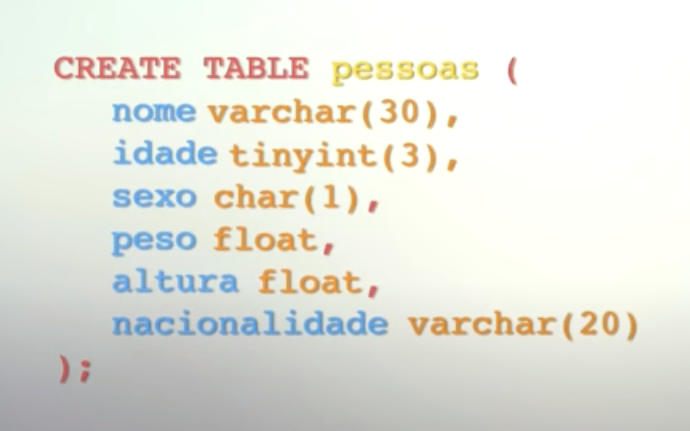 CREATE TABLE pessoas (
nome varchar(30),
idade tinyint(3),
sexo char(1),
peso float,
altura float,
nacionalidade varchar(20)
);